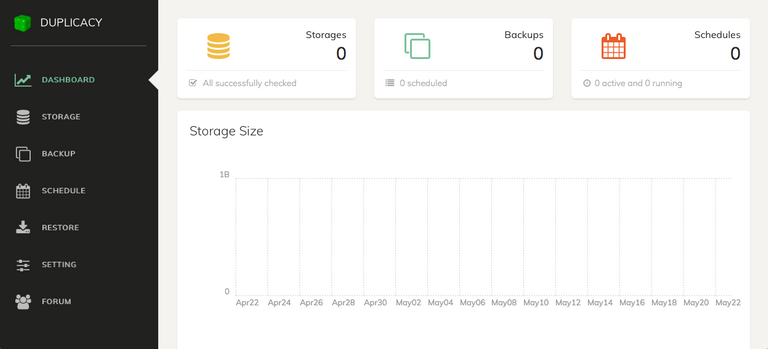 DUPLICACY
DASHBOARD
STORAGE
BACKUP
SCHEDULE
RESTORE
SETTING
FORUM
Storages
0
All successfully checked
Backups
0
0 scheduled
Schedules
0
0 active and 0 running
Storage Size
1B
0
Apr22 Apr24 Apr26 Apr28 Apr30 May02 May04 May06 May08 May10 May12 May14 May16 May18 May20 May22